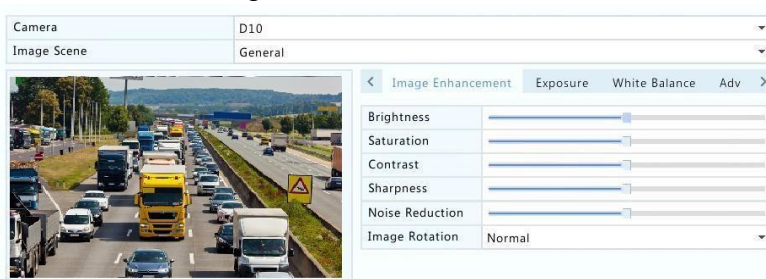 Camera D10
Image Scene General
< Image Enhancement Exposure White Balance Adv >
Brightness
Saturation
Contrast
Sharpness
Noise Reduction
Image Rotation Normal